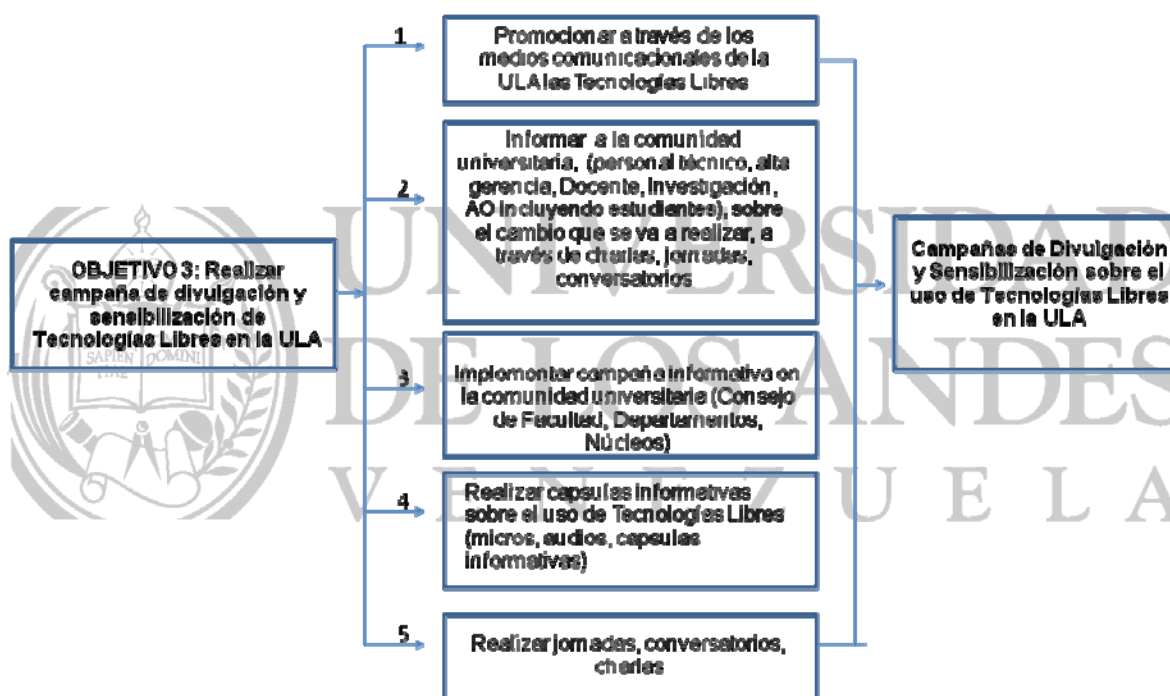 1
Promocionar a través de los
medios comunicacionales de la
ULA las Tecnologías Libres
2
Informar a la comunidad
universitaria, (personal técnico, alta
gerencia, Docente, Investigación,
AO incluyendo estudiantes), sobre
el cambio que se va a realizar, a
través de charlas, jornadas,
conversatorios
OBJETIVO 3: Realizar
campaña de divulgación y
sensibilización de
Tecnologías Libres en la ULA
3
Implementar campaña informativa en
la comunidad universitaria (Consejo
de Facultad, Departamentos,
Núcleos)
4
Realizar capsulas informativas
sobre el uso de Tecnologías Libres
(micros, audios, capsulas
informativas)
5
Realizar jornadas, conversatorios,
charlas
Campañas de Divulgación
y Sensibilización sobre el
uso de Tecnologías Libres
en la ULA
UNIVERSIDAD
DE LOS ANDES
VENEZUELA
SAPIEN DOMINI